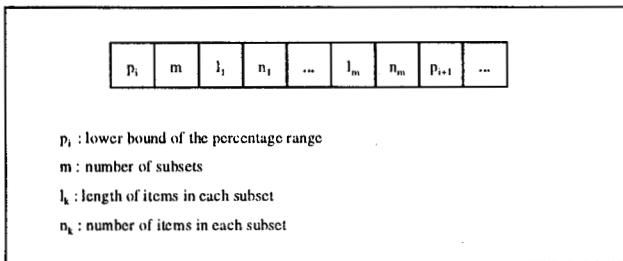 pᵢ m l₁ n₁ ... lₘ nₘ pᵢ₊₁ ...
pᵢ : lower bound of the percentage range
m : number of subsets
lₖ : length of items in each subset
nₖ : number of items in each subset